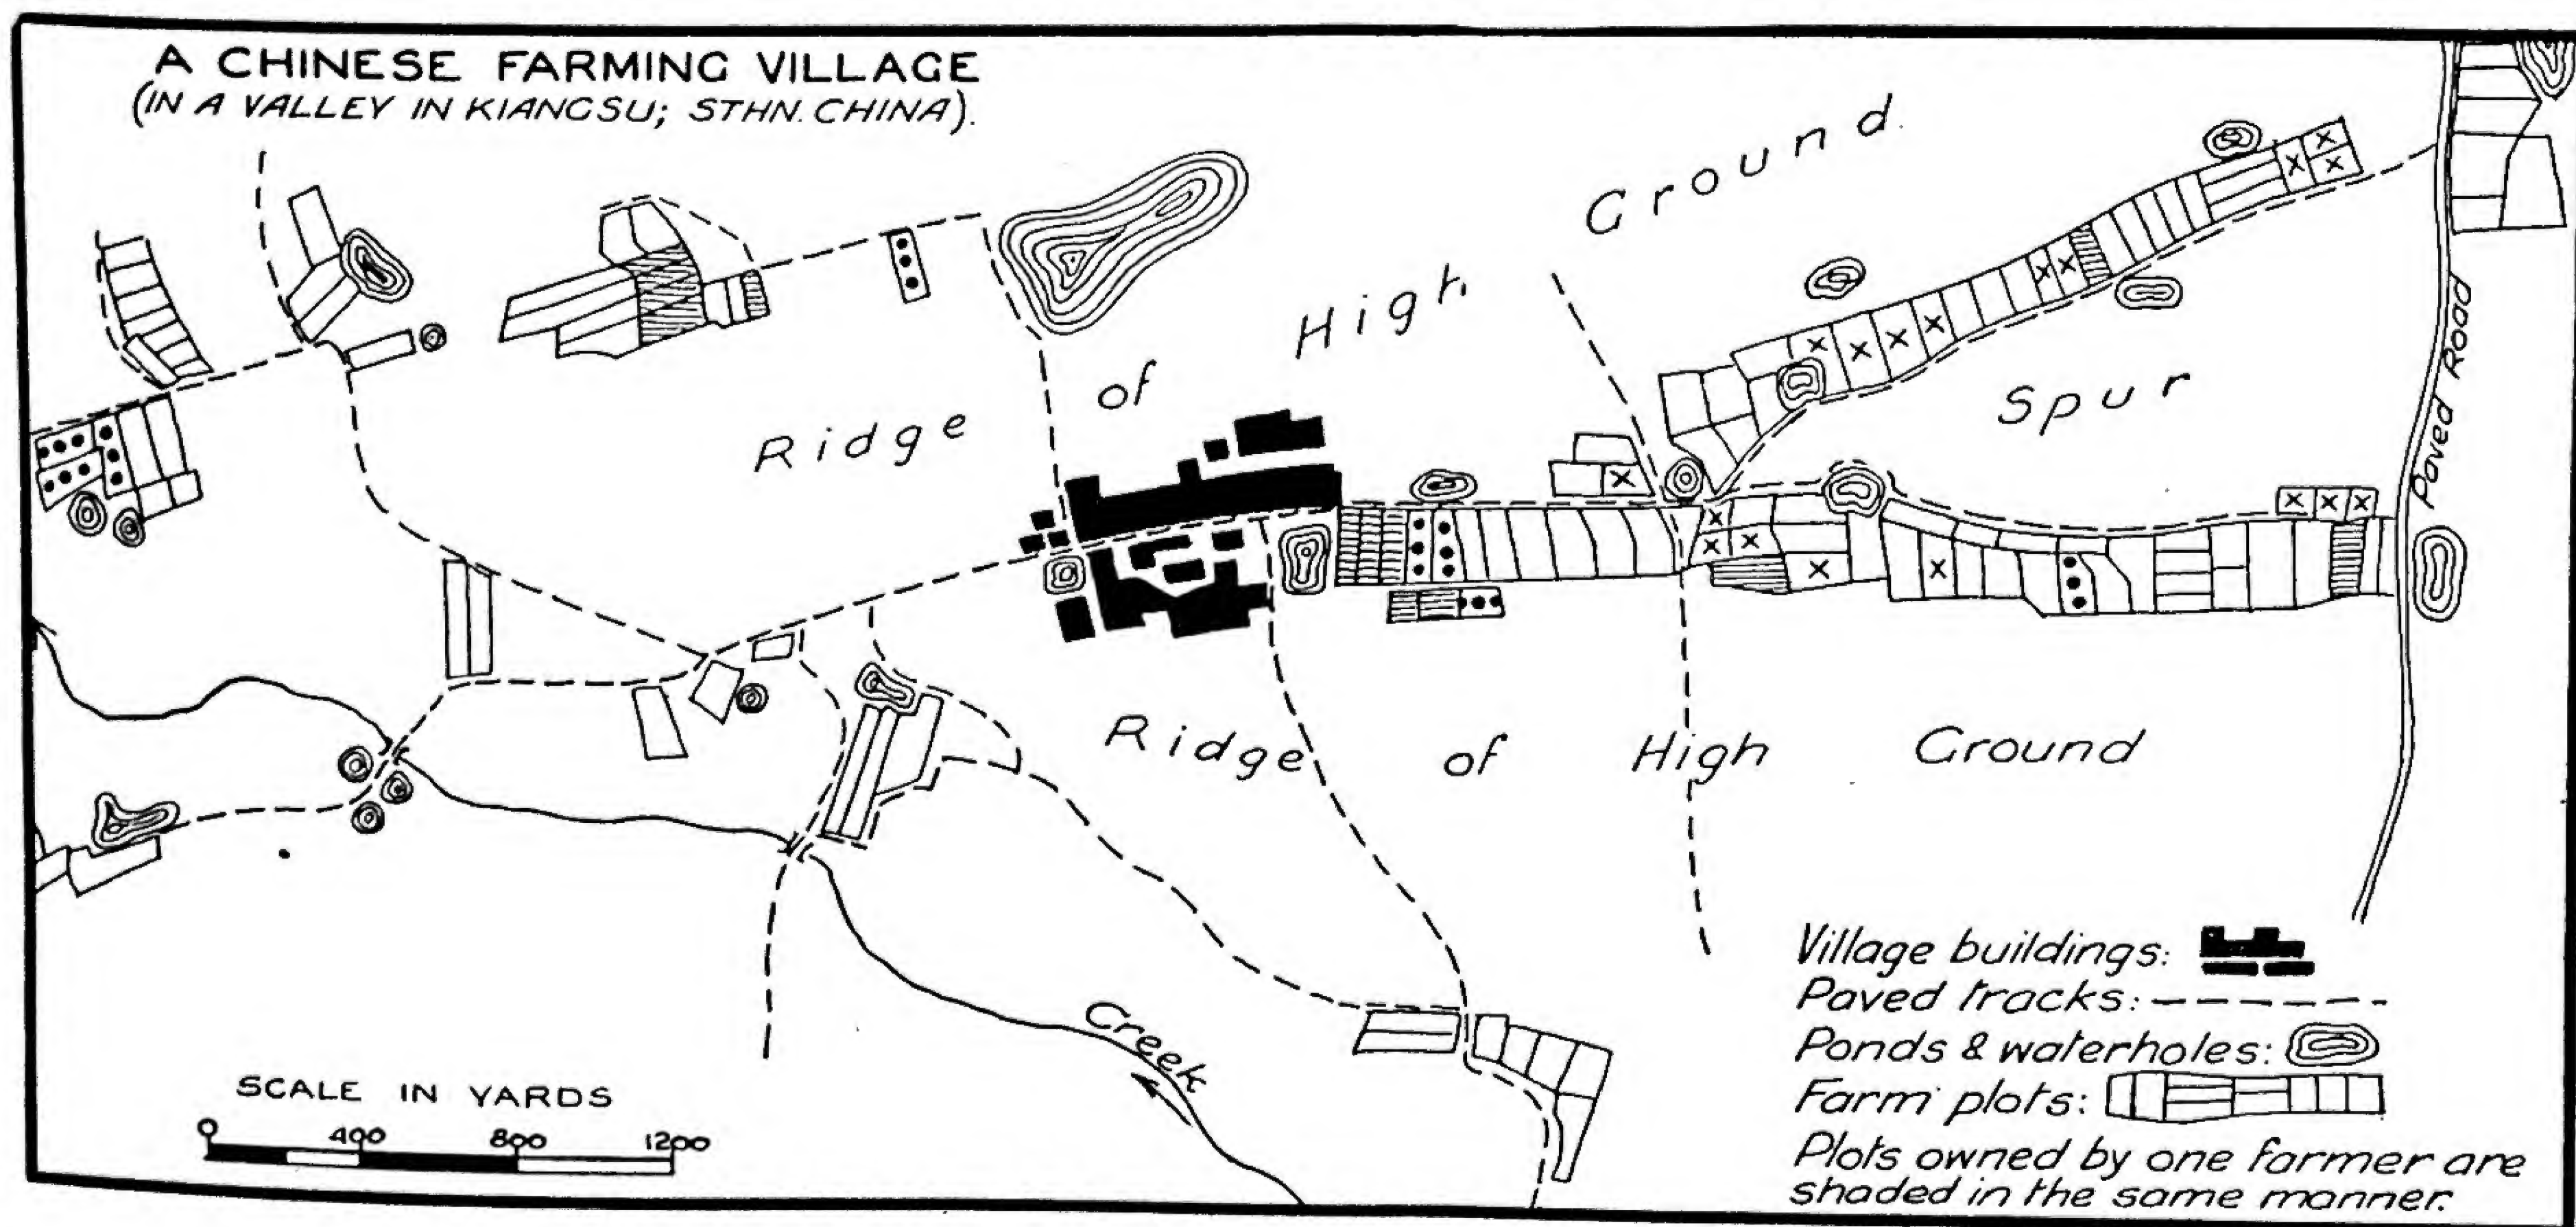 A CHINESE FARMING VILLAGE
(IN A VALLEY IN KIANGSU; STHN. CHINA).
Ridge of High Ground
Spur
Paved Road
Ridge of High Ground
Creek
SCALE IN YARDS
0 400 800 1200
Village buildings:
Paved tracks:
Ponds & waterholes:
Farm plots:
Plots owned by one farmer are
shaded in the same manner.